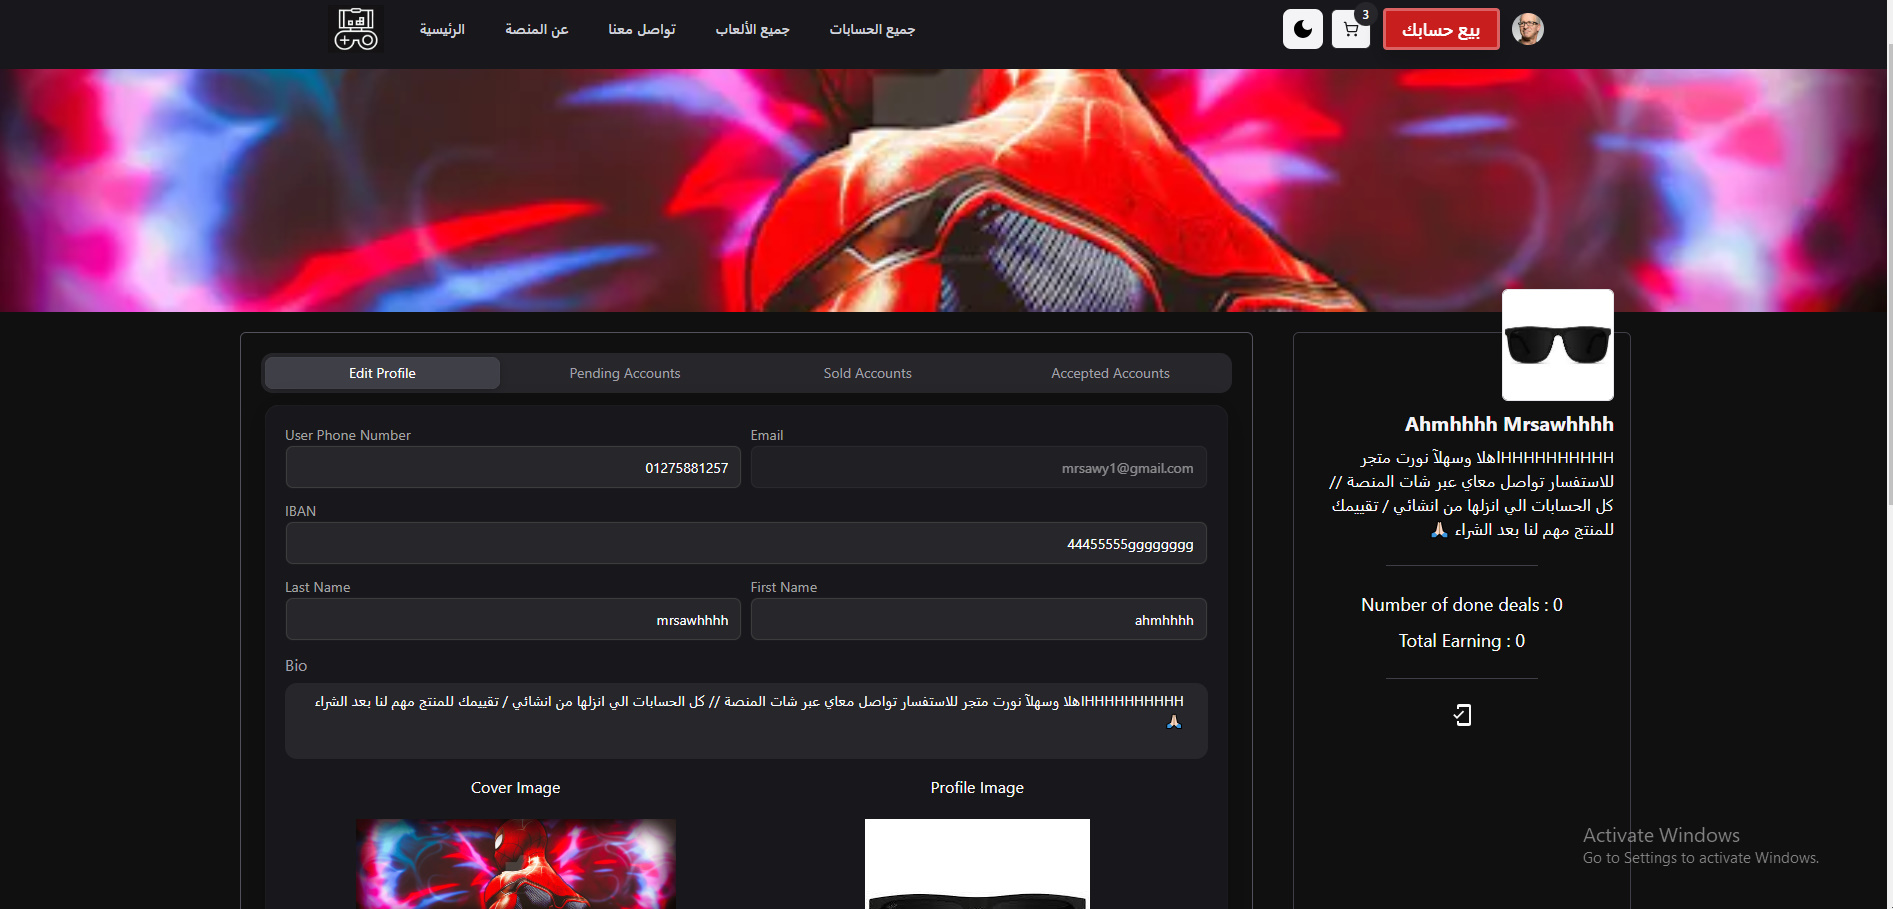 الرئيسية
عن المنصة
تواصل معنا
جميع الألعاب
جميع الحسابات
3
بيع حسابك
Edit Profile
Pending Accounts
Sold Accounts
Accepted Accounts
User Phone Number
01275881257
Email
mrsawy1@gmail.com
IBAN
44455555gggggggg
Last Name
mrsawhhhh
First Name
ahmhhhh
Bio
HHHHHHHHHHاهلا وسهلآ نورت متجر للاستفسار تواصل معاي عبر شات المنصة // كل الحسابات الي انزلها من انشائي / تقييمك للمنتج مهم لنا بعد الشراء
🙏🏻
Cover Image
Profile Image
Ahmhhhh Mrsawhhhh
HHHHHHHHHHاهلا وسهلآ نورت متجر
للاستفسار تواصل معاي عبر شات المنصة //
كل الحسابات الي انزلها من انشائي / تقييمك
للمنتج مهم لنا بعد الشراء 🙏🏻
Number of done deals : 0
Total Earning : 0
Activate Windows
Go to Settings to activate Windows.